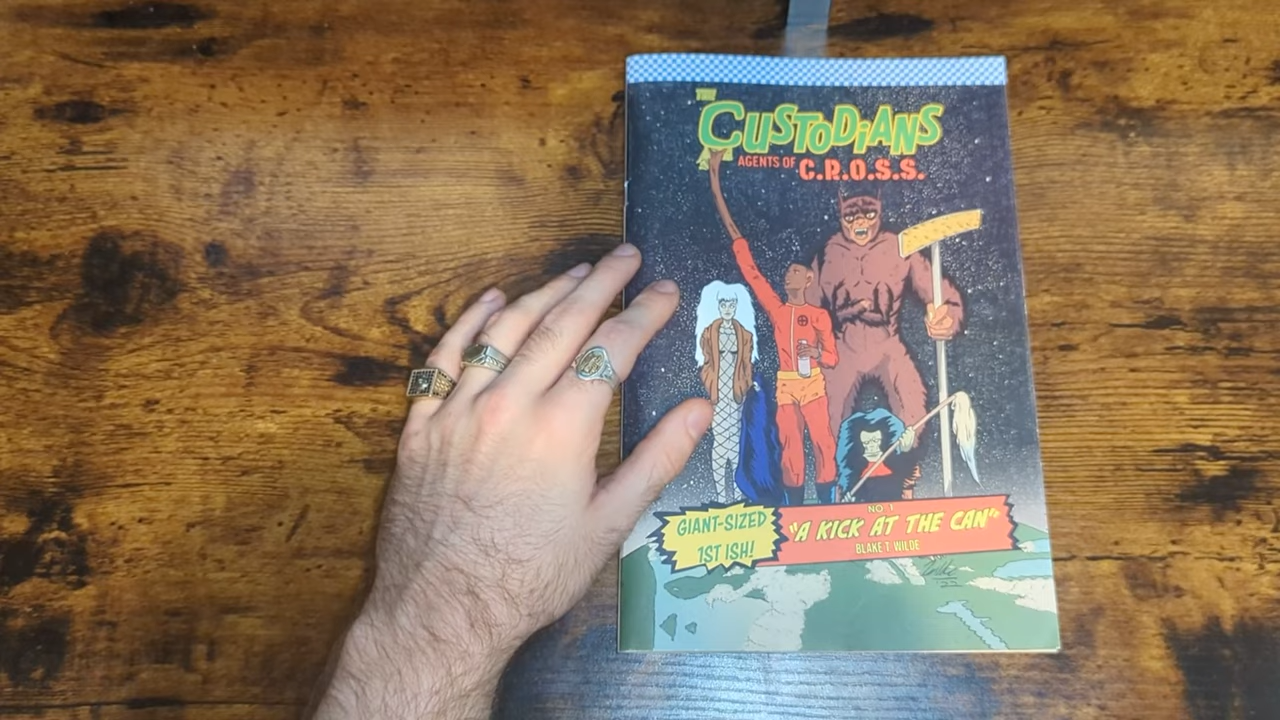 THE
CUSTODIANS
AGENTS OF C.R.O.S.S.
GIANT-SIZED
1ST ISH!
NO. 1
"A KICK AT THE CAN"
BLAKE T. WILDE